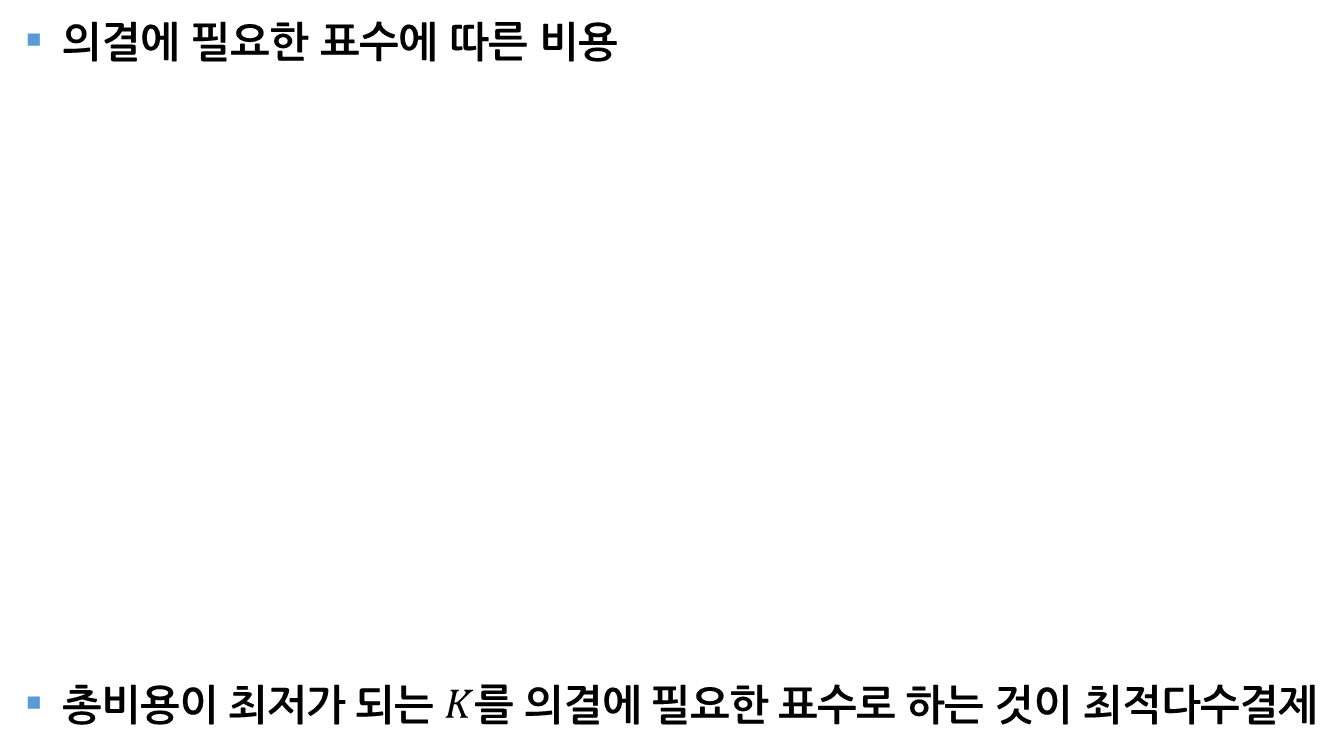 ▪ 의결에 필요한 표수에 따른 비용
▪ 총비용이 최저가 되는 K를 의결에 필요한 표수로 하는 것이 최적다수결제